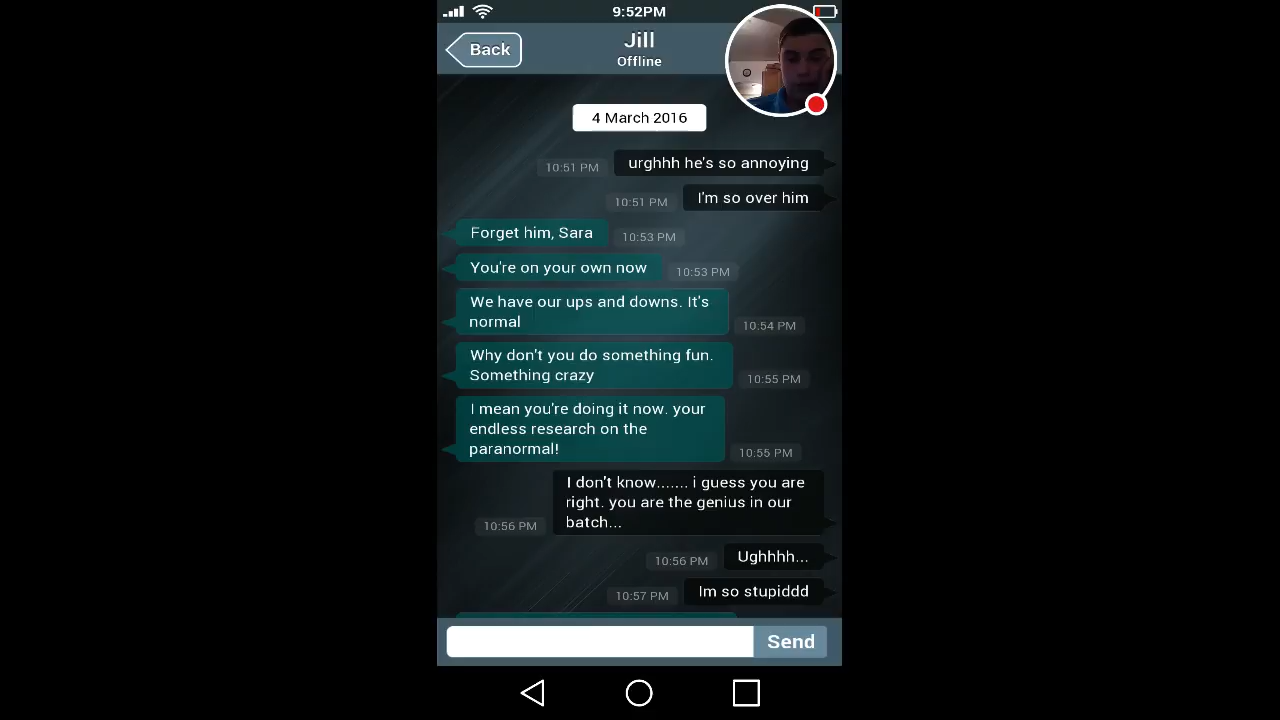 9:52PM
Back
Jill
Offline
4 March 2016
10:51 PM
urghhh he's so annoying
10:51 PM
I'm so over him
Forget him, Sara
10:53 PM
You're on your own now
10:53 PM
We have our ups and downs. It's
normal
10:54 PM
Why don't you do something fun.
Something crazy
10:55 PM
I mean you're doing it now. your
endless research on the
paranormal!
10:55 PM
I don't know....... i guess you are
right. you are the genius in our
batch...
10:56 PM
10:56 PM
Ughhhh...
10:57 PM
Im so stupiddd
Send